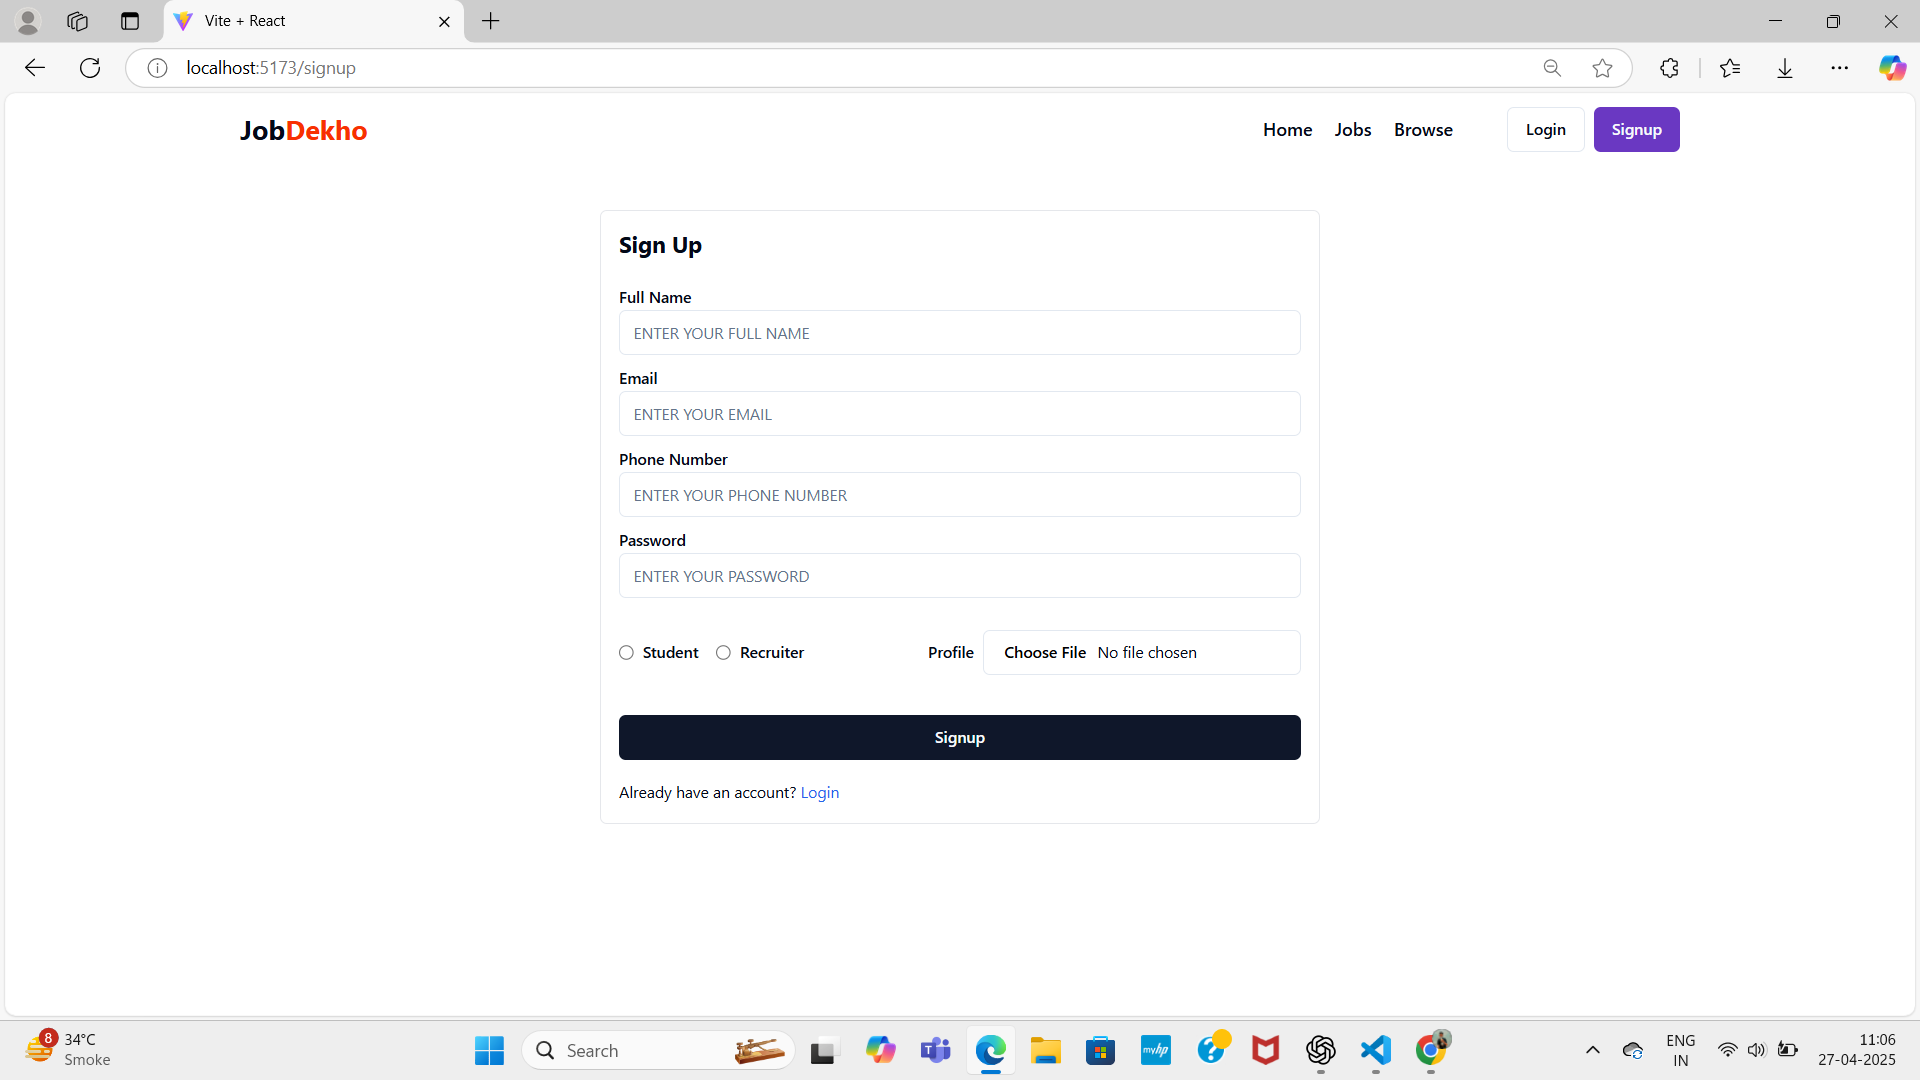 Vite + React
localhost:5173/signup
JobDekho
Home Jobs Browse Login Signup
Sign Up
Full Name
ENTER YOUR FULL NAME
Email
ENTER YOUR EMAIL
Phone Number
ENTER YOUR PHONE NUMBER
Password
ENTER YOUR PASSWORD
Student Recruiter Profile Choose File No file chosen
Signup
Already have an account? Login
8
34°C
Smoke
Search
myhp
ENG
IN
11:06
27-04-2025